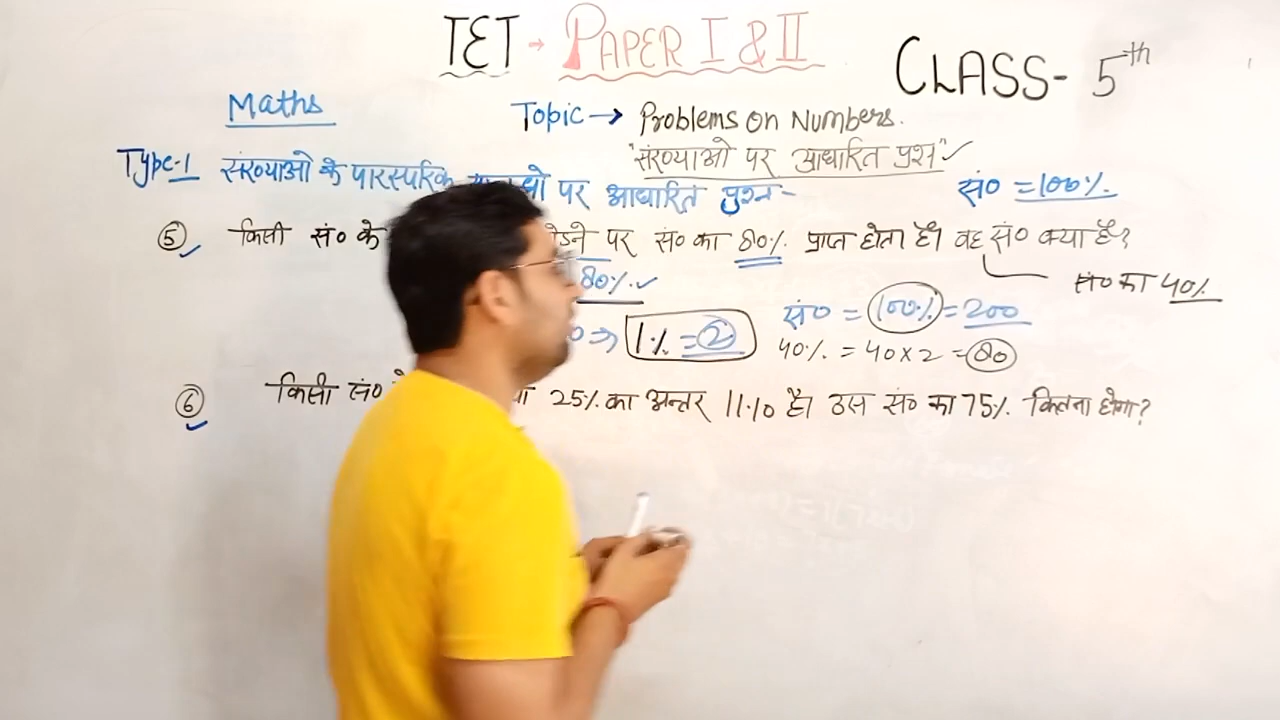 TET → PAPER I & II
CLASS- 5th
Maths
Topic → Problems on Numbers.
"संख्याओ पर आधारित प्रश्न" ✓
Type-1 संख्याओ के पारस्परिक पर आधारित प्रश्न-
सं० = 100%
⑤ किसी सं० के पर सं० का 80% प्राप्त होता है। वह सं० क्या है?
सं० का 40%
80% ✓
सं० = 100% = 200
⇒ 1% = 2
40% = 40×2 = 80
⑥ किसी सं० 25% का अन्तर 11% है। उस सं० का 75% कितना होगा?